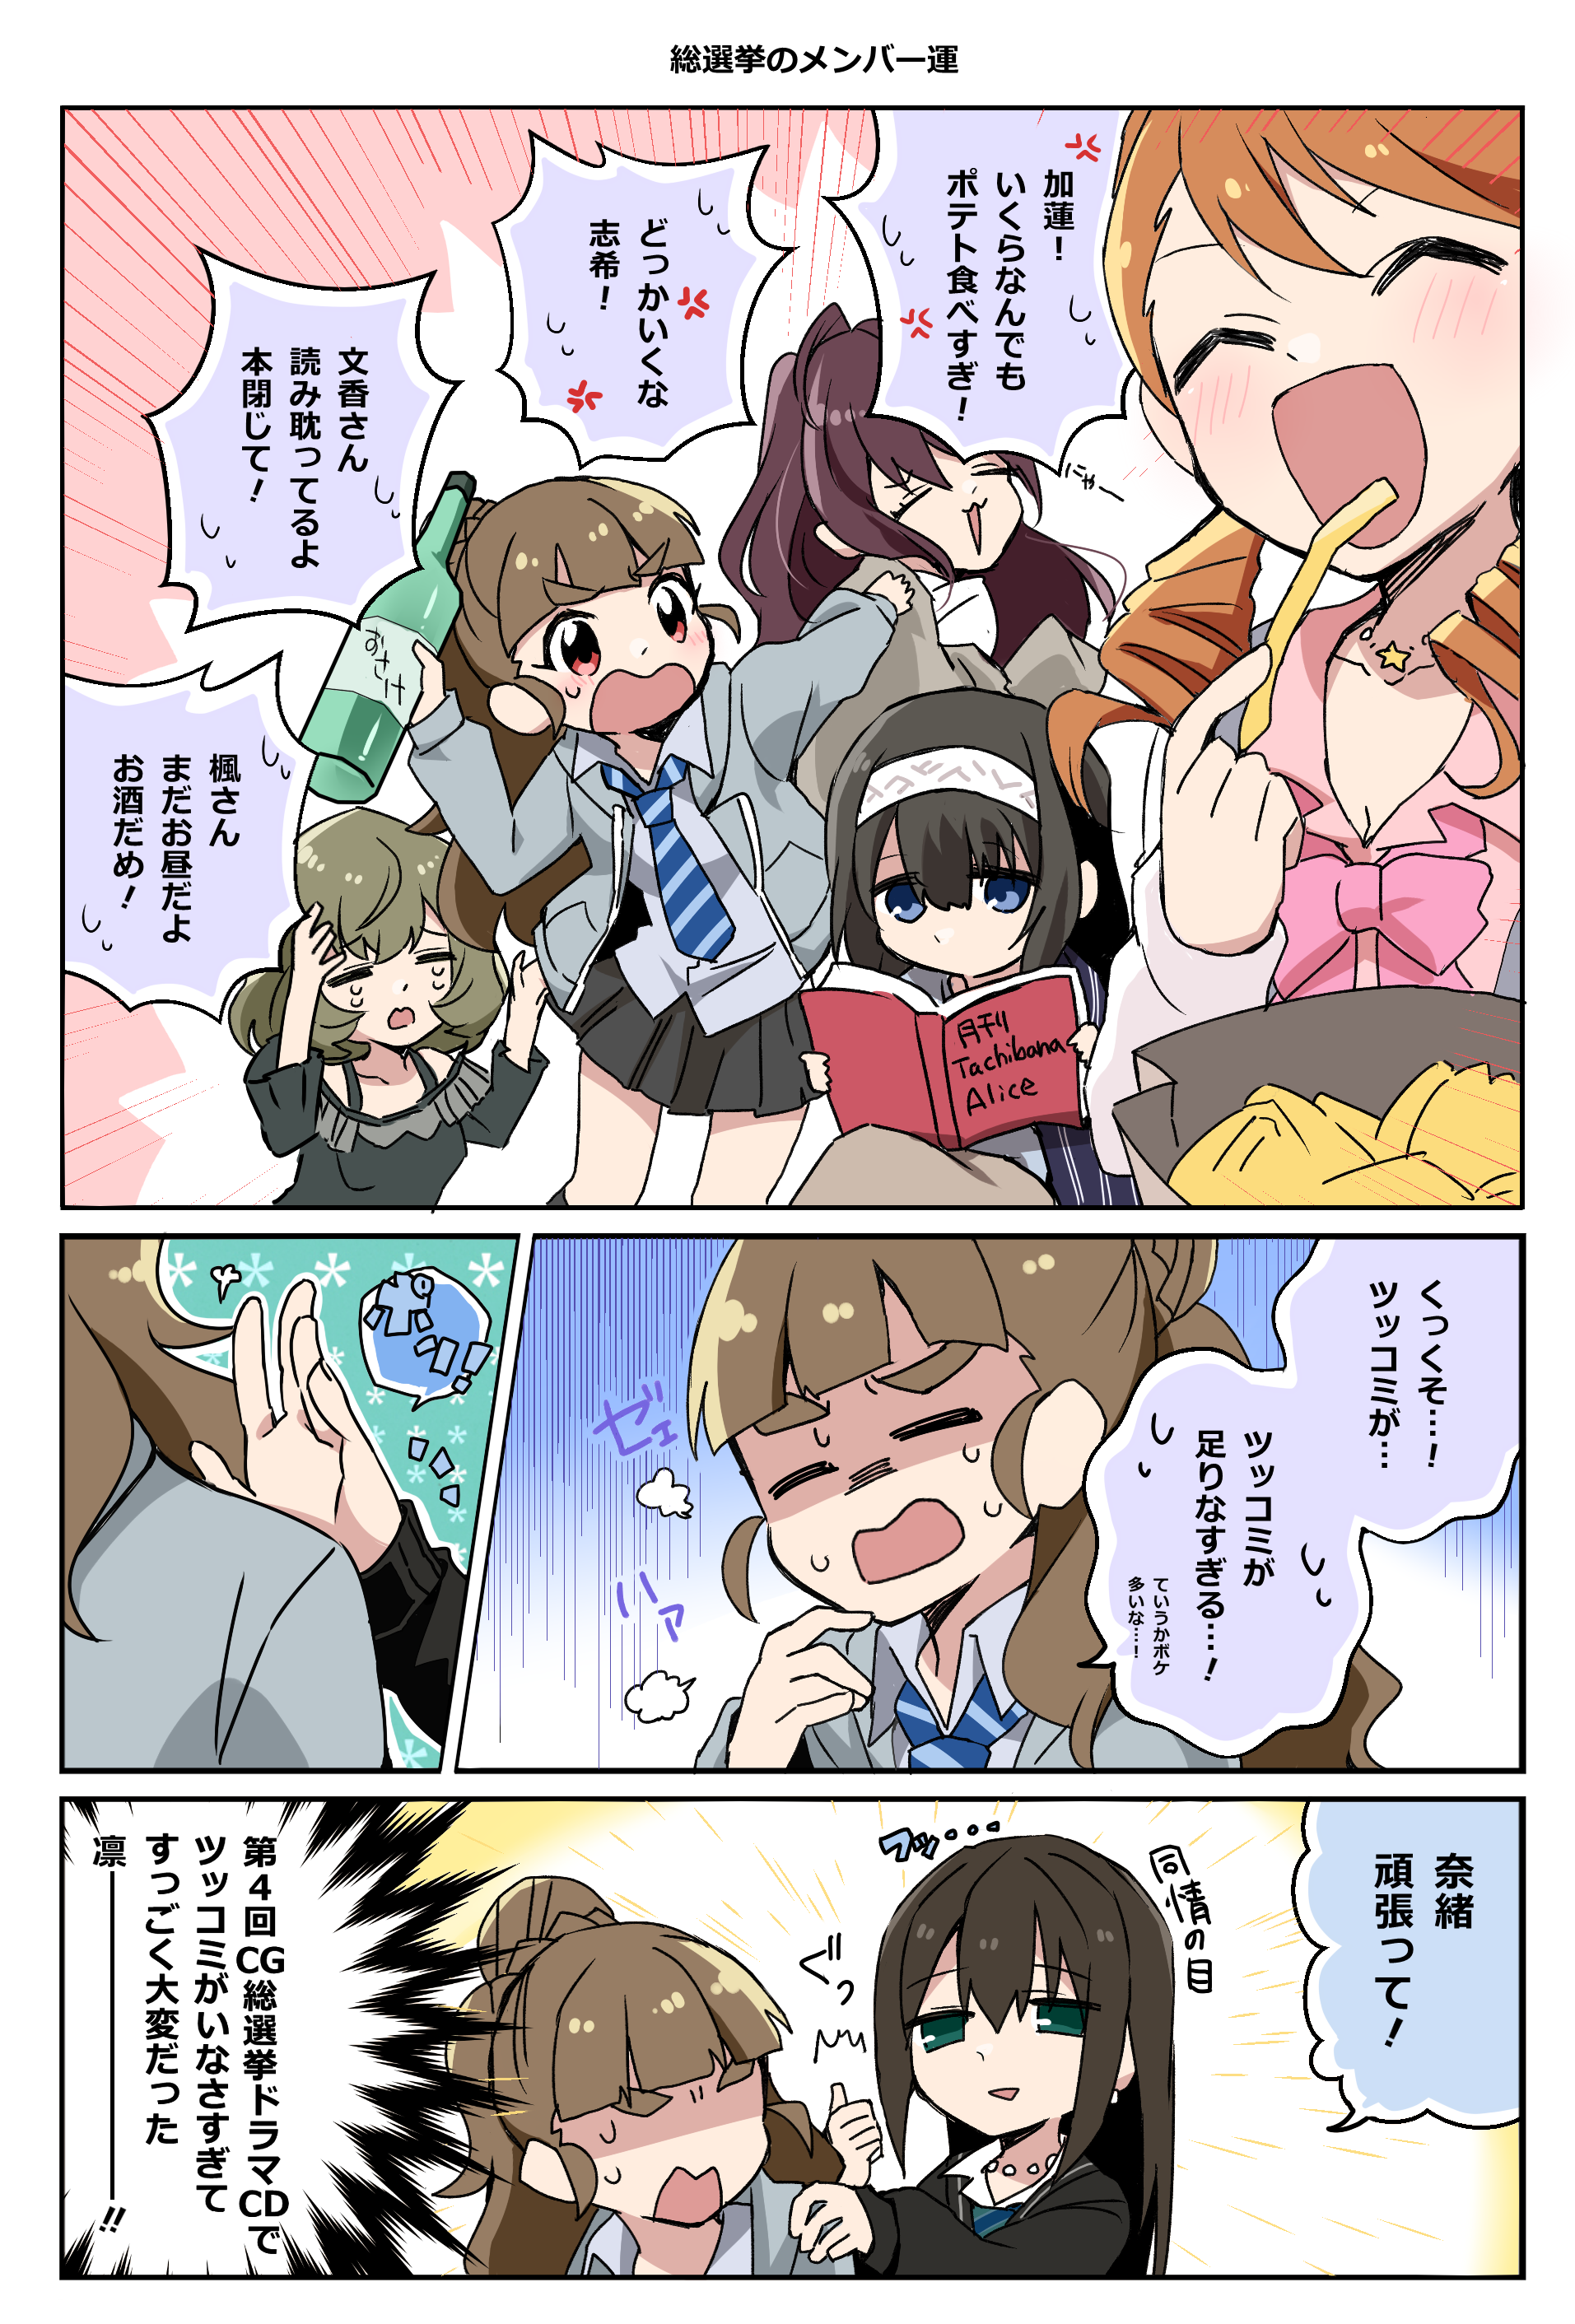 総選挙のメンバー運
加蓮!
いくらなんでも
ポテト食べすぎ!
にゃー
どっかいくな
志希!
文香さん
読み耽ってるよ
本閉じて!
おさけ
楓さん
まだお昼だよ
お酒だめ!
月刊
Tachibana
Alice
くっくそ…!
ツッコミが…
ツッコミが
足りなすぎる…!
ていうかボケ
多いな…!
ゼェ
ハァ
奈緒
頑張って!
同情の目
フッ・・・
ぐっ
第4回CG総選挙ドラマCDで
ツッコミがいなさすぎて
すっごく大変だった
凛――――!!